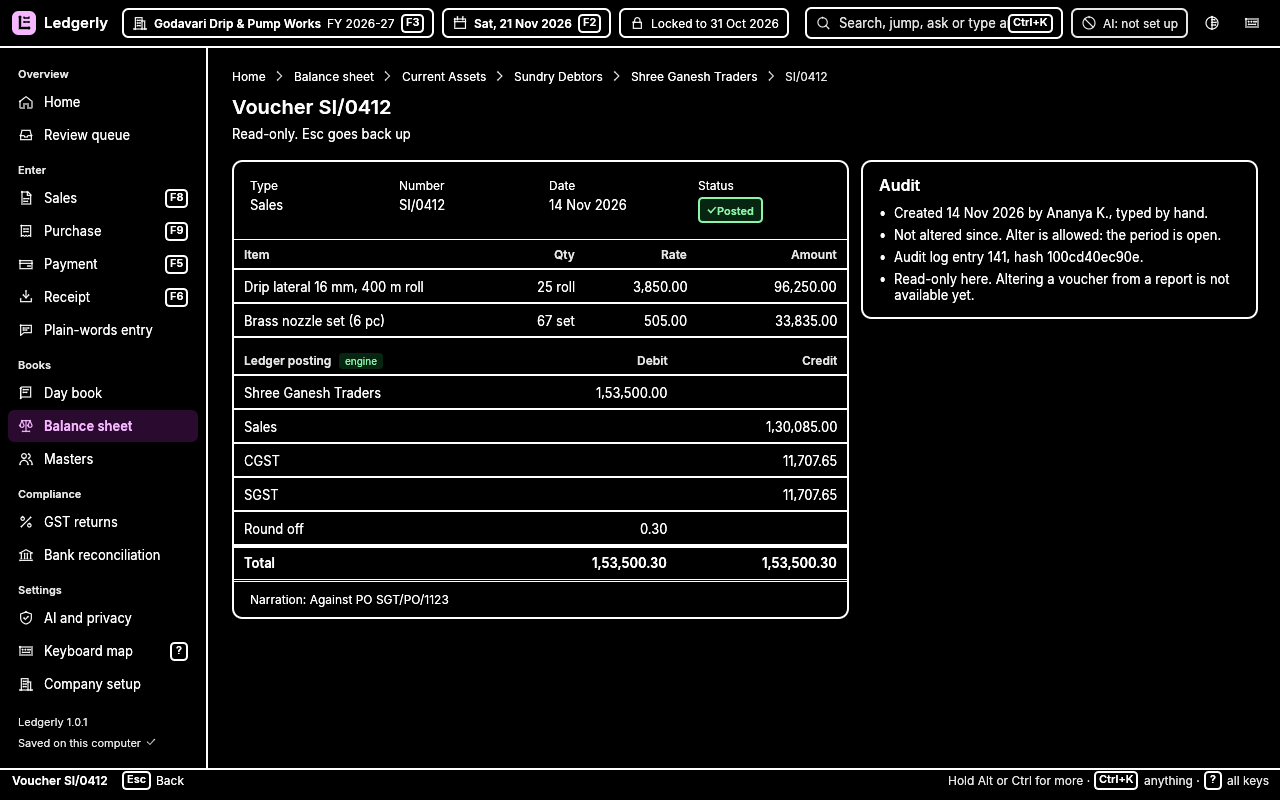 Ledgerly
Godavari Drip & Pump Works FY 2026-27 F3
Sat, 21 Nov 2026 F2
Locked to 31 Oct 2026
Search, jump, ask or type a Ctrl+K
AI: not set up
Overview
Home
Review queue
Enter
Sales F8
Purchase F9
Payment F5
Receipt F6
Plain-words entry
Books
Day book
Balance sheet
Masters
Compliance
GST returns
Bank reconciliation
Settings
AI and privacy
Keyboard map ?
Company setup
Ledgerly 1.0.1
Saved on this computer
Home > Balance sheet > Current Assets > Sundry Debtors > Shree Ganesh Traders > SI/0412
Voucher SI/0412
Read-only. Esc goes back up
Type Number Date Status
Sales SI/0412 14 Nov 2026 Posted
Item Qty Rate Amount
Drip lateral 16 mm, 400 m roll 25 roll 3,850.00 96,250.00
Brass nozzle set (6 pc) 67 set 505.00 33,835.00
Ledger posting engine Debit Credit
Shree Ganesh Traders 1,53,500.00
Sales 1,30,085.00
CGST 11,707.65
SGST 11,707.65
Round off 0.30
Total 1,53,500.30 1,53,500.30
Narration: Against PO SGT/PO/1123
Audit
• Created 14 Nov 2026 by Ananya K., typed by hand.
• Not altered since. Alter is allowed: the period is open.
• Audit log entry 141, hash 100cd40ec90e.
• Read-only here. Altering a voucher from a report is not
available yet.
Voucher SI/0412 Esc Back
Hold Alt or Ctrl for more · Ctrl+K anything · ? all keys